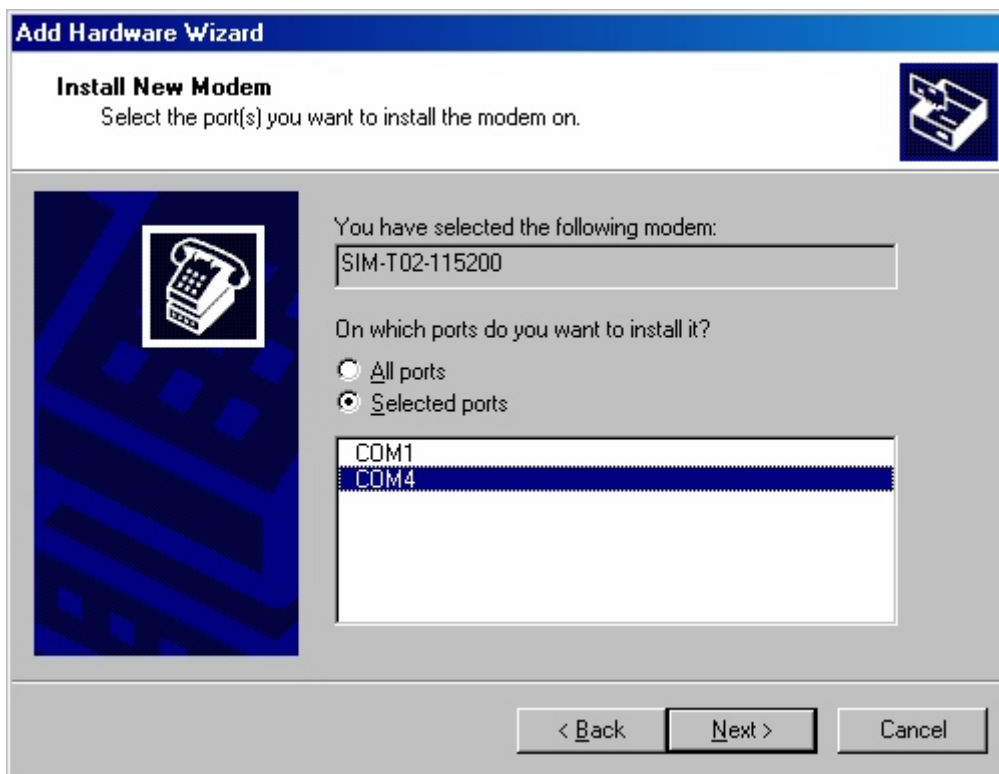 Add Hardware Wizard
Install New Modem
Select the port(s) you want to install the modem on.
You have selected the following modem:
SIM-T02-115200
On which ports do you want to install it?
All ports
Selected ports
COM1
COM4
< Back Next > Cancel